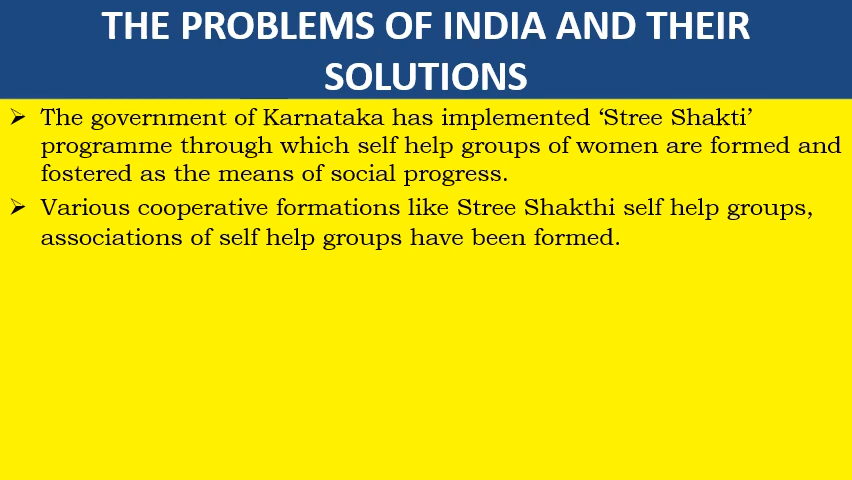 THE PROBLEMS OF INDIA AND THEIR
SOLUTIONS
➢ The government of Karnataka has implemented ‘Stree Shakti’
programme through which self help groups of women are formed and
fostered as the means of social progress.
➢ Various cooperative formations like Stree Shakthi self help groups,
associations of self help groups have been formed.